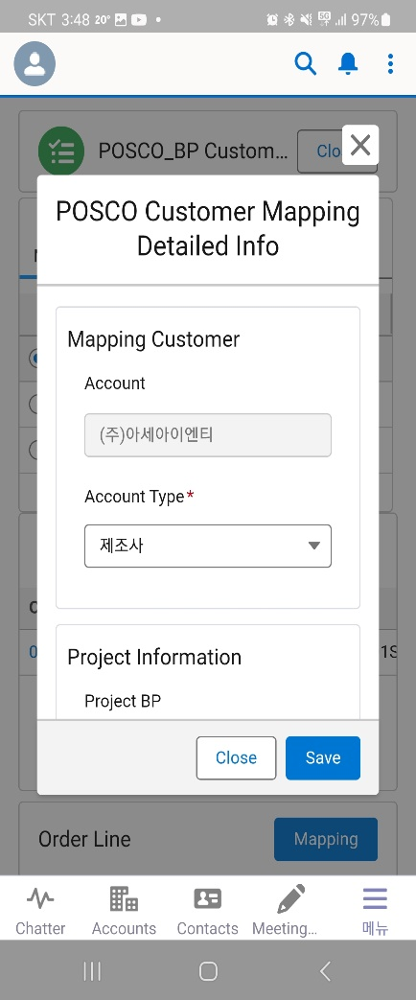 SKT 3:48 20°
5G
97%
POSCO_BP Custom...
Clo
POSCO Customer Mapping
Detailed Info
Mapping Customer
Account
(주)아세아이엔티
Account Type*
제조사
Project Information
Project BP
Close Save
Order Line Mapping
Chatter Accounts Contacts Meeting... 메뉴